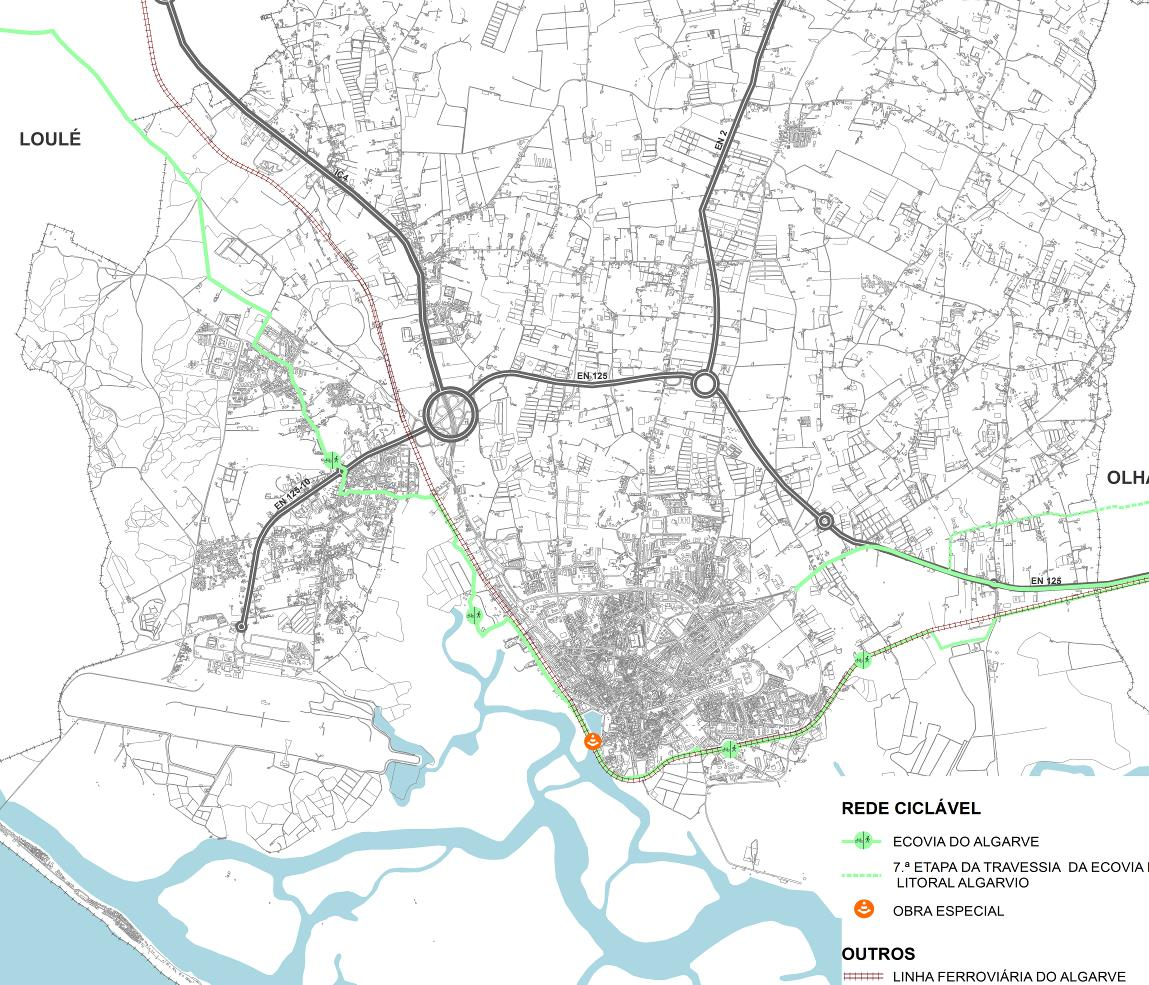 LOULÉ
EN 2
IC4
EN 125
OLHA
EN 125-10
EN 125
REDE CICLÁVEL
ECOVIA DO ALGARVE
7.ª ETAPA DA TRAVESSIA DA ECOVIA
LITORAL ALGARVIO
OBRA ESPECIAL
OUTROS
LINHA FERROVIÁRIA DO ALGARVE